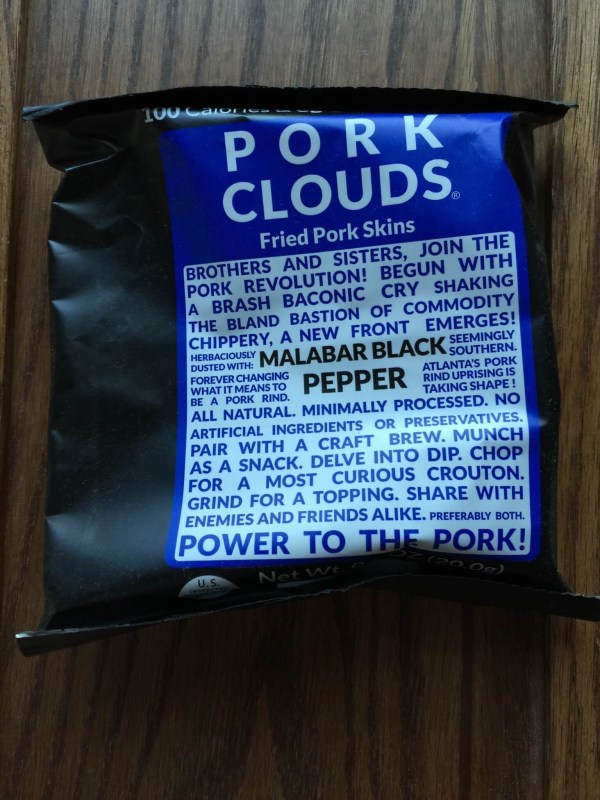 100 Calories
PORK
CLOUDS®
Fried Pork Skins
BROTHERS AND SISTERS, JOIN THE
PORK REVOLUTION! BEGUN WITH
A BRASH BACONIC CRY SHAKING
THE BLAND BASTION OF COMMODITY
CHIPPERY, A NEW FRONT EMERGES!
HERBACIOUSLY
DUSTED WITH:
FOREVER CHANGING
WHAT IT MEANS TO
BE A PORK RIND.
MALABAR BLACK
PEPPER
SEEMINGLY
SOUTHERN.
ATLANTA'S PORK
RIND UPRISING IS
TAKING SHAPE!
ALL NATURAL. MINIMALLY PROCESSED. NO
ARTIFICIAL INGREDIENTS OR PRESERVATIVES.
PAIR WITH A CRAFT BREW. MUNCH
AS A SNACK. DELVE INTO DIP. CHOP
FOR A MOST CURIOUS CROUTON.
GRIND FOR A TOPPING. SHARE WITH
ENEMIES AND FRIENDS ALIKE. PREFERABLY BOTH.
POWER TO THE PORK!
Net Wt. OZ (20.0g)
U.S.